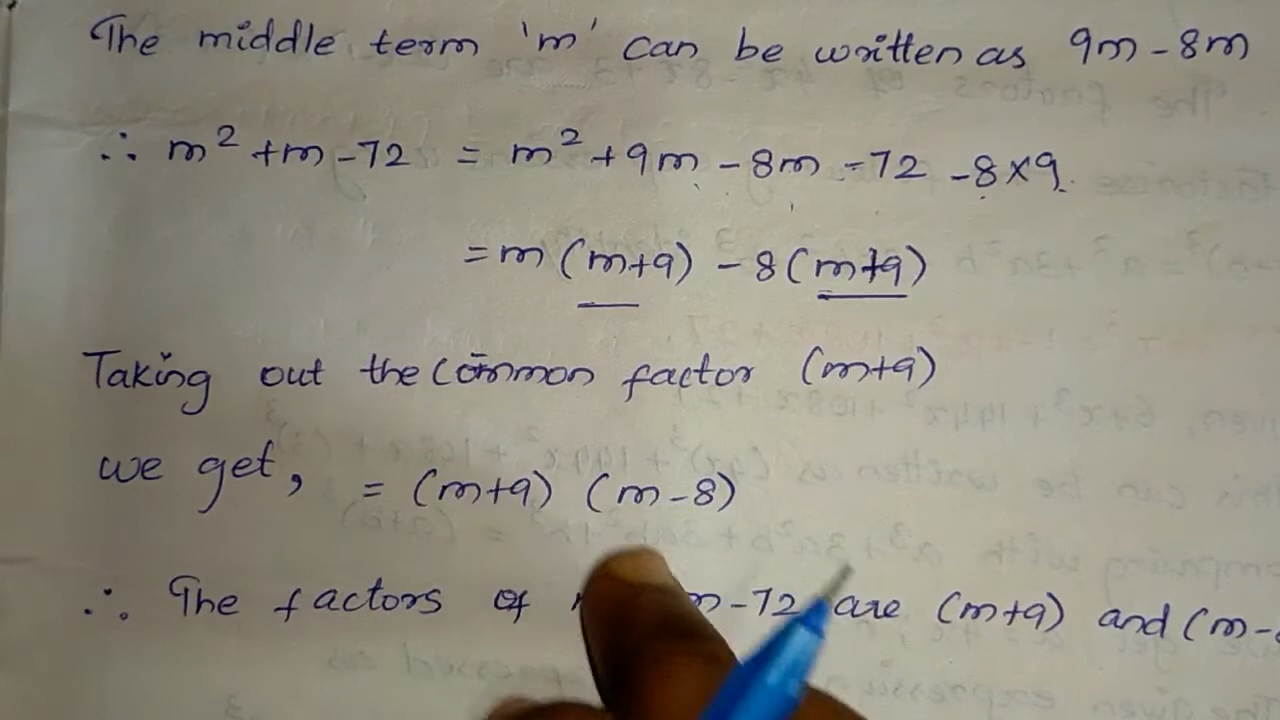 The middle term 'm' can be written as 9m - 8m
∴ m² + m - 72 = m² + 9m - 8m - 72 -8×9
= m (m+9) - 8 (m+9)
Taking out the common factor (m+9)
we get, = (m+9) (m-8)
∴ The factors of m - 72 are (m+9) and (m-